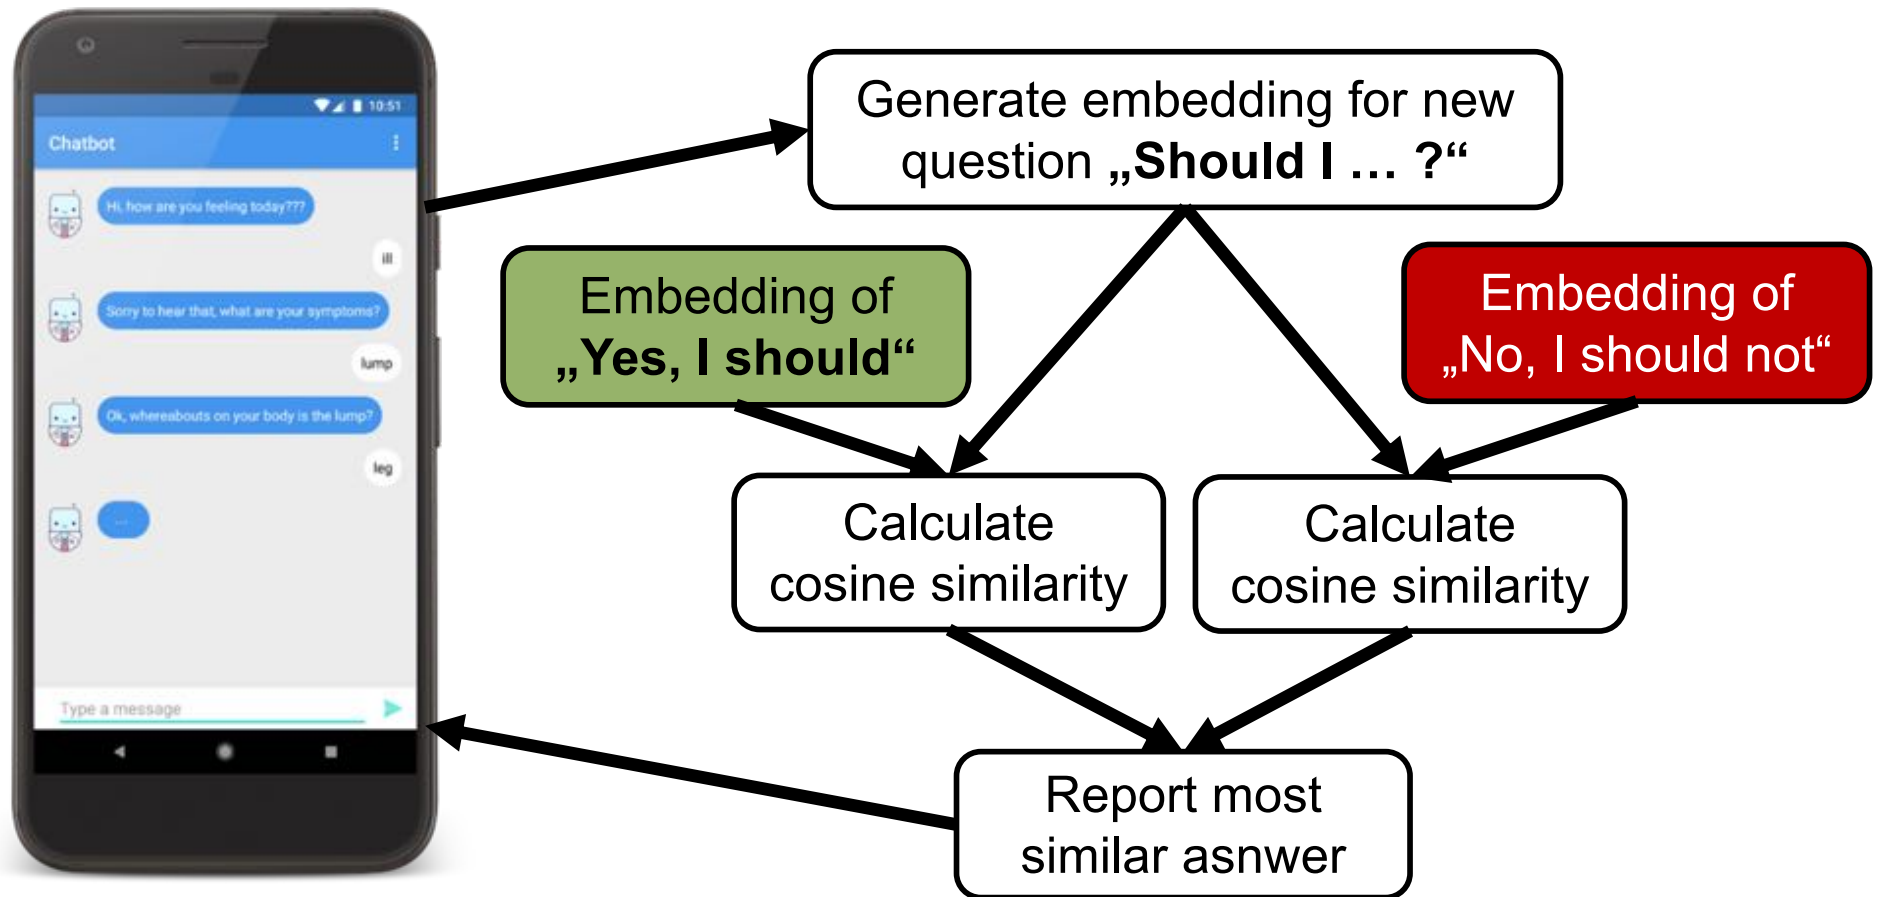 10:51
Chatbot
Hi, how are you feeling today???
ill
Sorry to hear that, what are your symptoms?
lump
Ok, whereabouts on your body is the lump?
leg
...
Type a message
Generate embedding for new
question „Should I … ?“
Embedding of
„Yes, I should“
Embedding of
„No, I should not“
Calculate
cosine similarity
Calculate
cosine similarity
Report most
similar asnwer